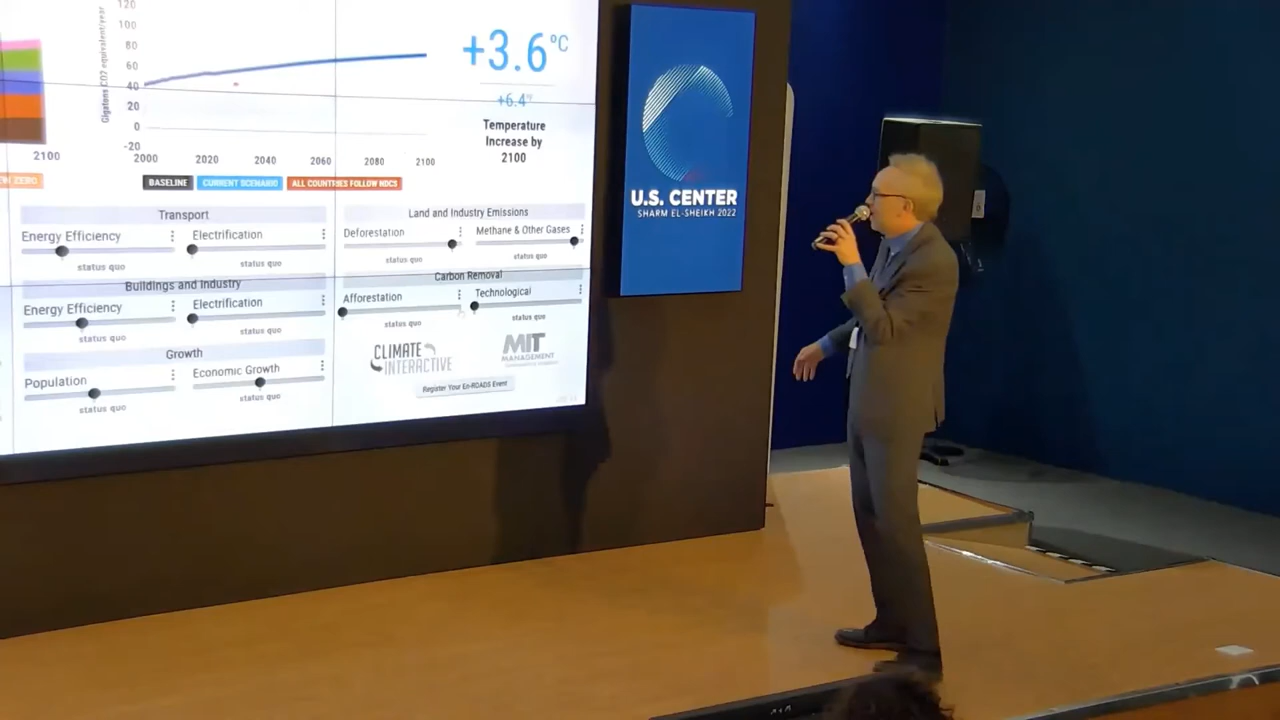 120
100
80
60
40
20
0
-20
Gigatons CO2 equivalent/year
2100
2000 2020 2040 2060 2080 2100
+3.6°C
+6.4°F
Temperature
Increase by
2100
ZERO
BASELINE CURRENT SCENARIO ALL COUNTRIES FOLLOW NDCS
Transport
Energy Efficiency Electrification
status quo status quo
Buildings and Industry
Energy Efficiency Electrification
status quo status quo
Growth
Population Economic Growth
status quo status quo
Land and Industry Emissions
Deforestation Methane & Other Gases
status quo status quo
Carbon Removal
Afforestation Technological
status quo status quo
CLIMATE
INTERACTIVE
MIT
MANAGEMENT
Register Your En-ROADS Event
U.S. CENTER
SHARM EL-SHEIKH 2022